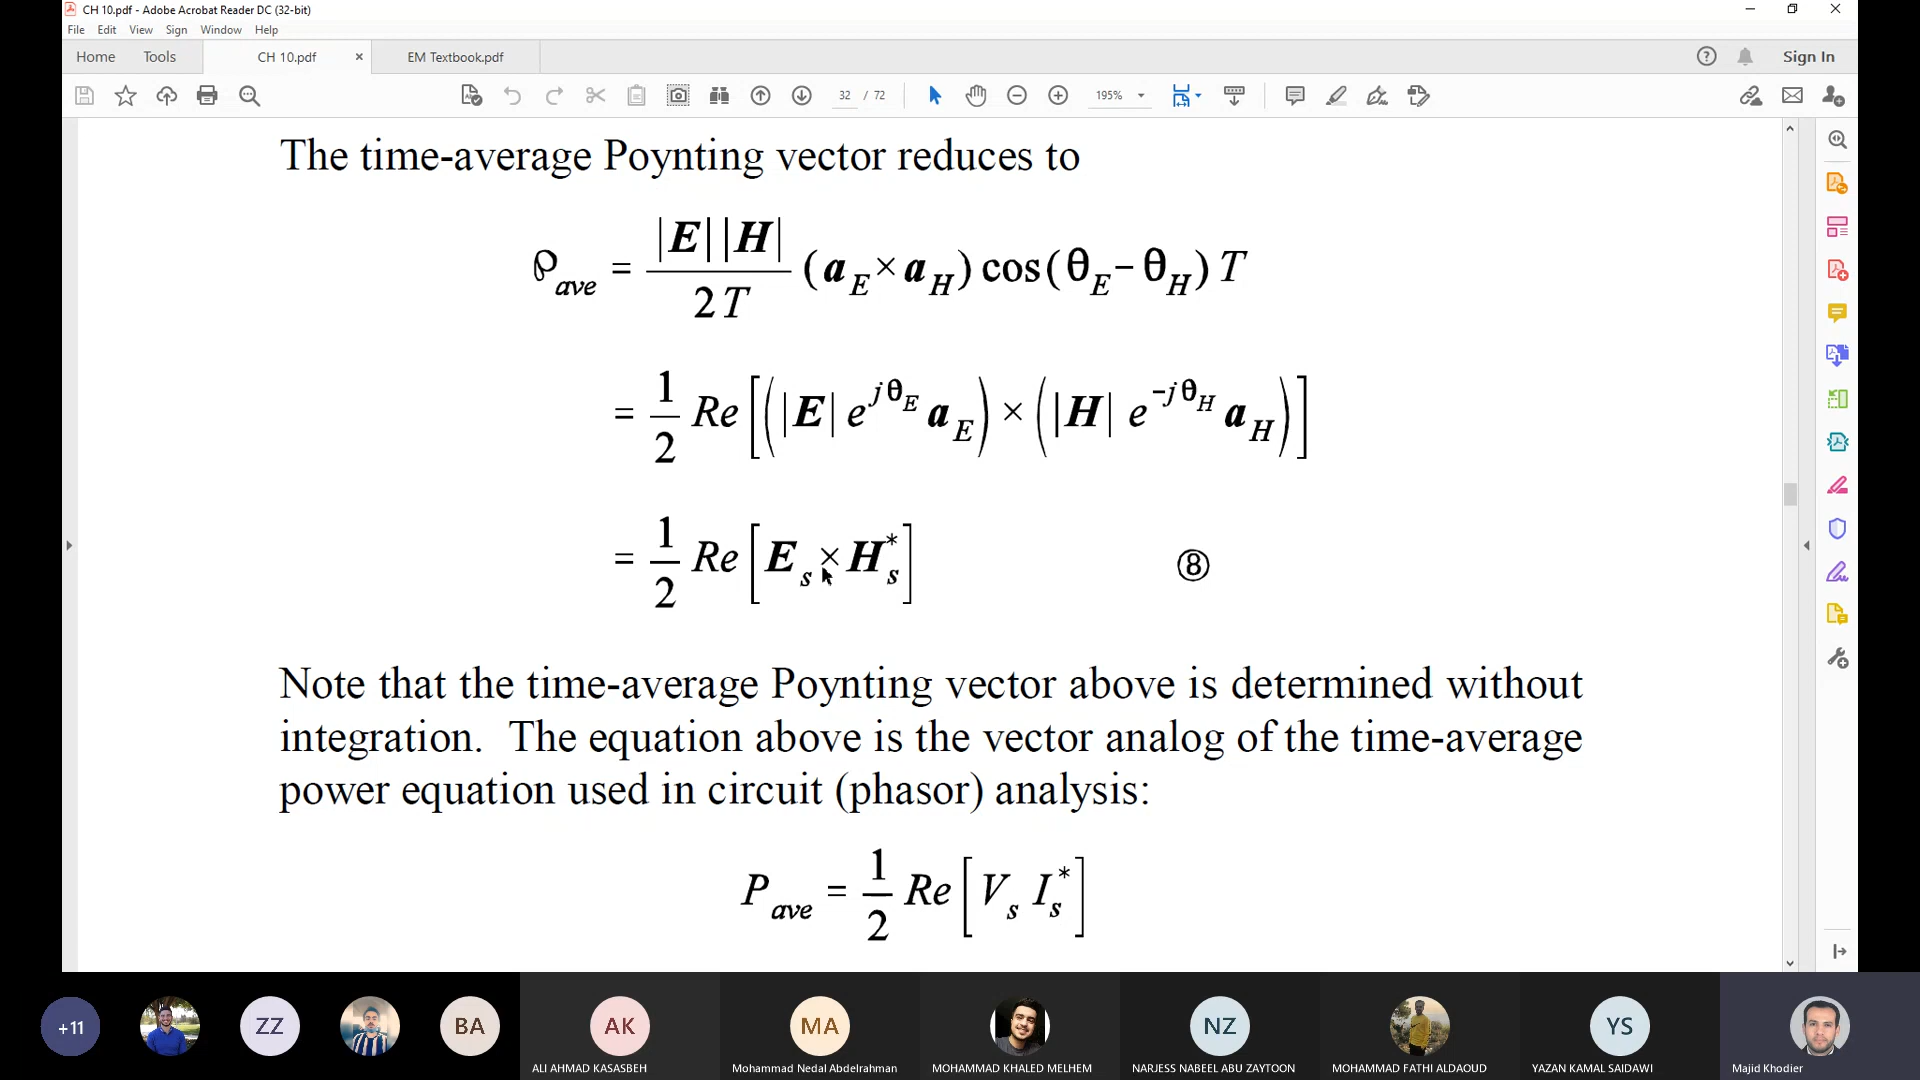 CH 10.pdf - Adobe Acrobat Reader DC (32-bit)
File Edit View Sign Window Help
Home Tools CH 10.pdf × EM Textbook.pdf Sign In
32 / 72 195%
The time-average Poynting vector reduces to
℘ave = |E||H| / 2T (aE × aH) cos(θE − θH) T
= 1/2 Re[(|E| e^{jθE} aE) × (|H| e^{−jθH} aH)]
= 1/2 Re[Es × Hs*] ⑧
Note that the time-average Poynting vector above is determined without
integration. The equation above is the vector analog of the time-average
power equation used in circuit (phasor) analysis:
Pave = 1/2 Re[Vs Is*]
+11 ZZ BA AK MA NZ YS
ALI AHMAD KASASBEH Mohammad Nedal Abdelrahman MOHAMMAD KHALED MELHEM NARJESS NABEEL ABU ZAYTOON MOHAMMAD FATHI ALDAOUD YAZAN KAMAL SAIDAWI Majid Khodier